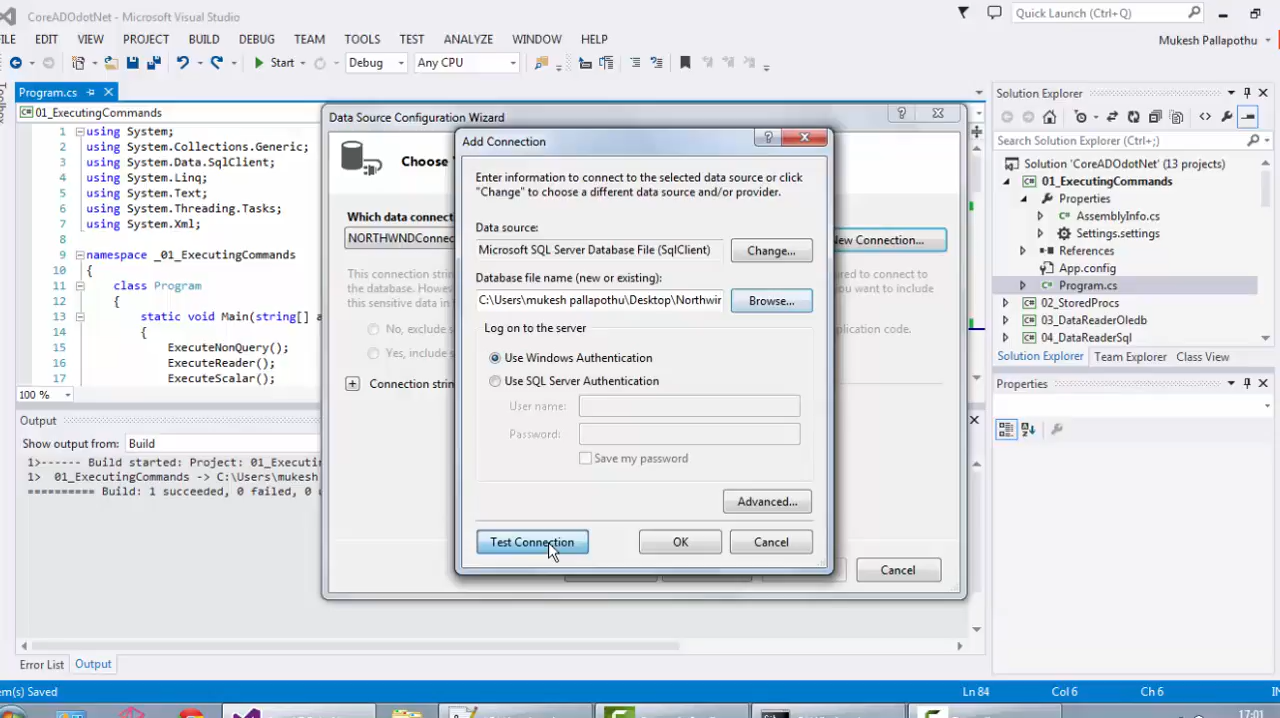 CoreADOdotNet - Microsoft Visual Studio
Quick Launch (Ctrl+Q)
FILE EDIT VIEW PROJECT BUILD DEBUG TEAM TOOLS TEST ANALYZE WINDOW HELP
Mukesh Pallapothu
Start Debug Any CPU
Program.cs
01_ExecutingCommands
1 using System;
2 using System.Collections.Generic;
3 using System.Data.SqlClient;
4 using System.Linq;
5 using System.Text;
6 using System.Threading.Tasks;
7 using System.Xml;
8
9 namespace _01_ExecutingCommands
10 {
11 class Program
12 {
13 static void Main(string[] a
14 {
15 ExecuteNonQuery();
16 ExecuteReader();
17 ExecuteScalar();
100 %
Output
Show output from: Build
1>------ Build started: Project: 01_Executin
1> 01_ExecutingCommands -> C:\Users\mukesh
========== Build: 1 succeeded, 0 failed, 0 u
Error List Output
Data Source Configuration Wizard
Choose
Which data connect
NORTHWNDConnec
New Connection...
This connection string
ired to connect to
the database. However
you want to include
this sensitive data in
No, exclude s
ication code.
Yes, include s
Connection strin
Cancel
Add Connection
Enter information to connect to the selected data source or click
"Change" to choose a different data source and/or provider.
Data source:
Microsoft SQL Server Database File (SqlClient)
Change...
Database file name (new or existing):
C:\Users\mukesh pallapothu\Desktop\Northwir
Browse...
Log on to the server
Use Windows Authentication
Use SQL Server Authentication
User name:
Password:
Save my password
Advanced...
Test Connection OK Cancel
Solution Explorer
Search Solution Explorer (Ctrl+;)
Solution 'CoreADOdotNet' (13 projects)
01_ExecutingCommands
Properties
AssemblyInfo.cs
Settings.settings
References
App.config
Program.cs
02_StoredProcs
03_DataReaderOledb
04_DataReaderSql
Solution Explorer Team Explorer Class View
Properties
Toolbox
em(s) Saved
Ln 84 Col 6 Ch 6 IN
17:01